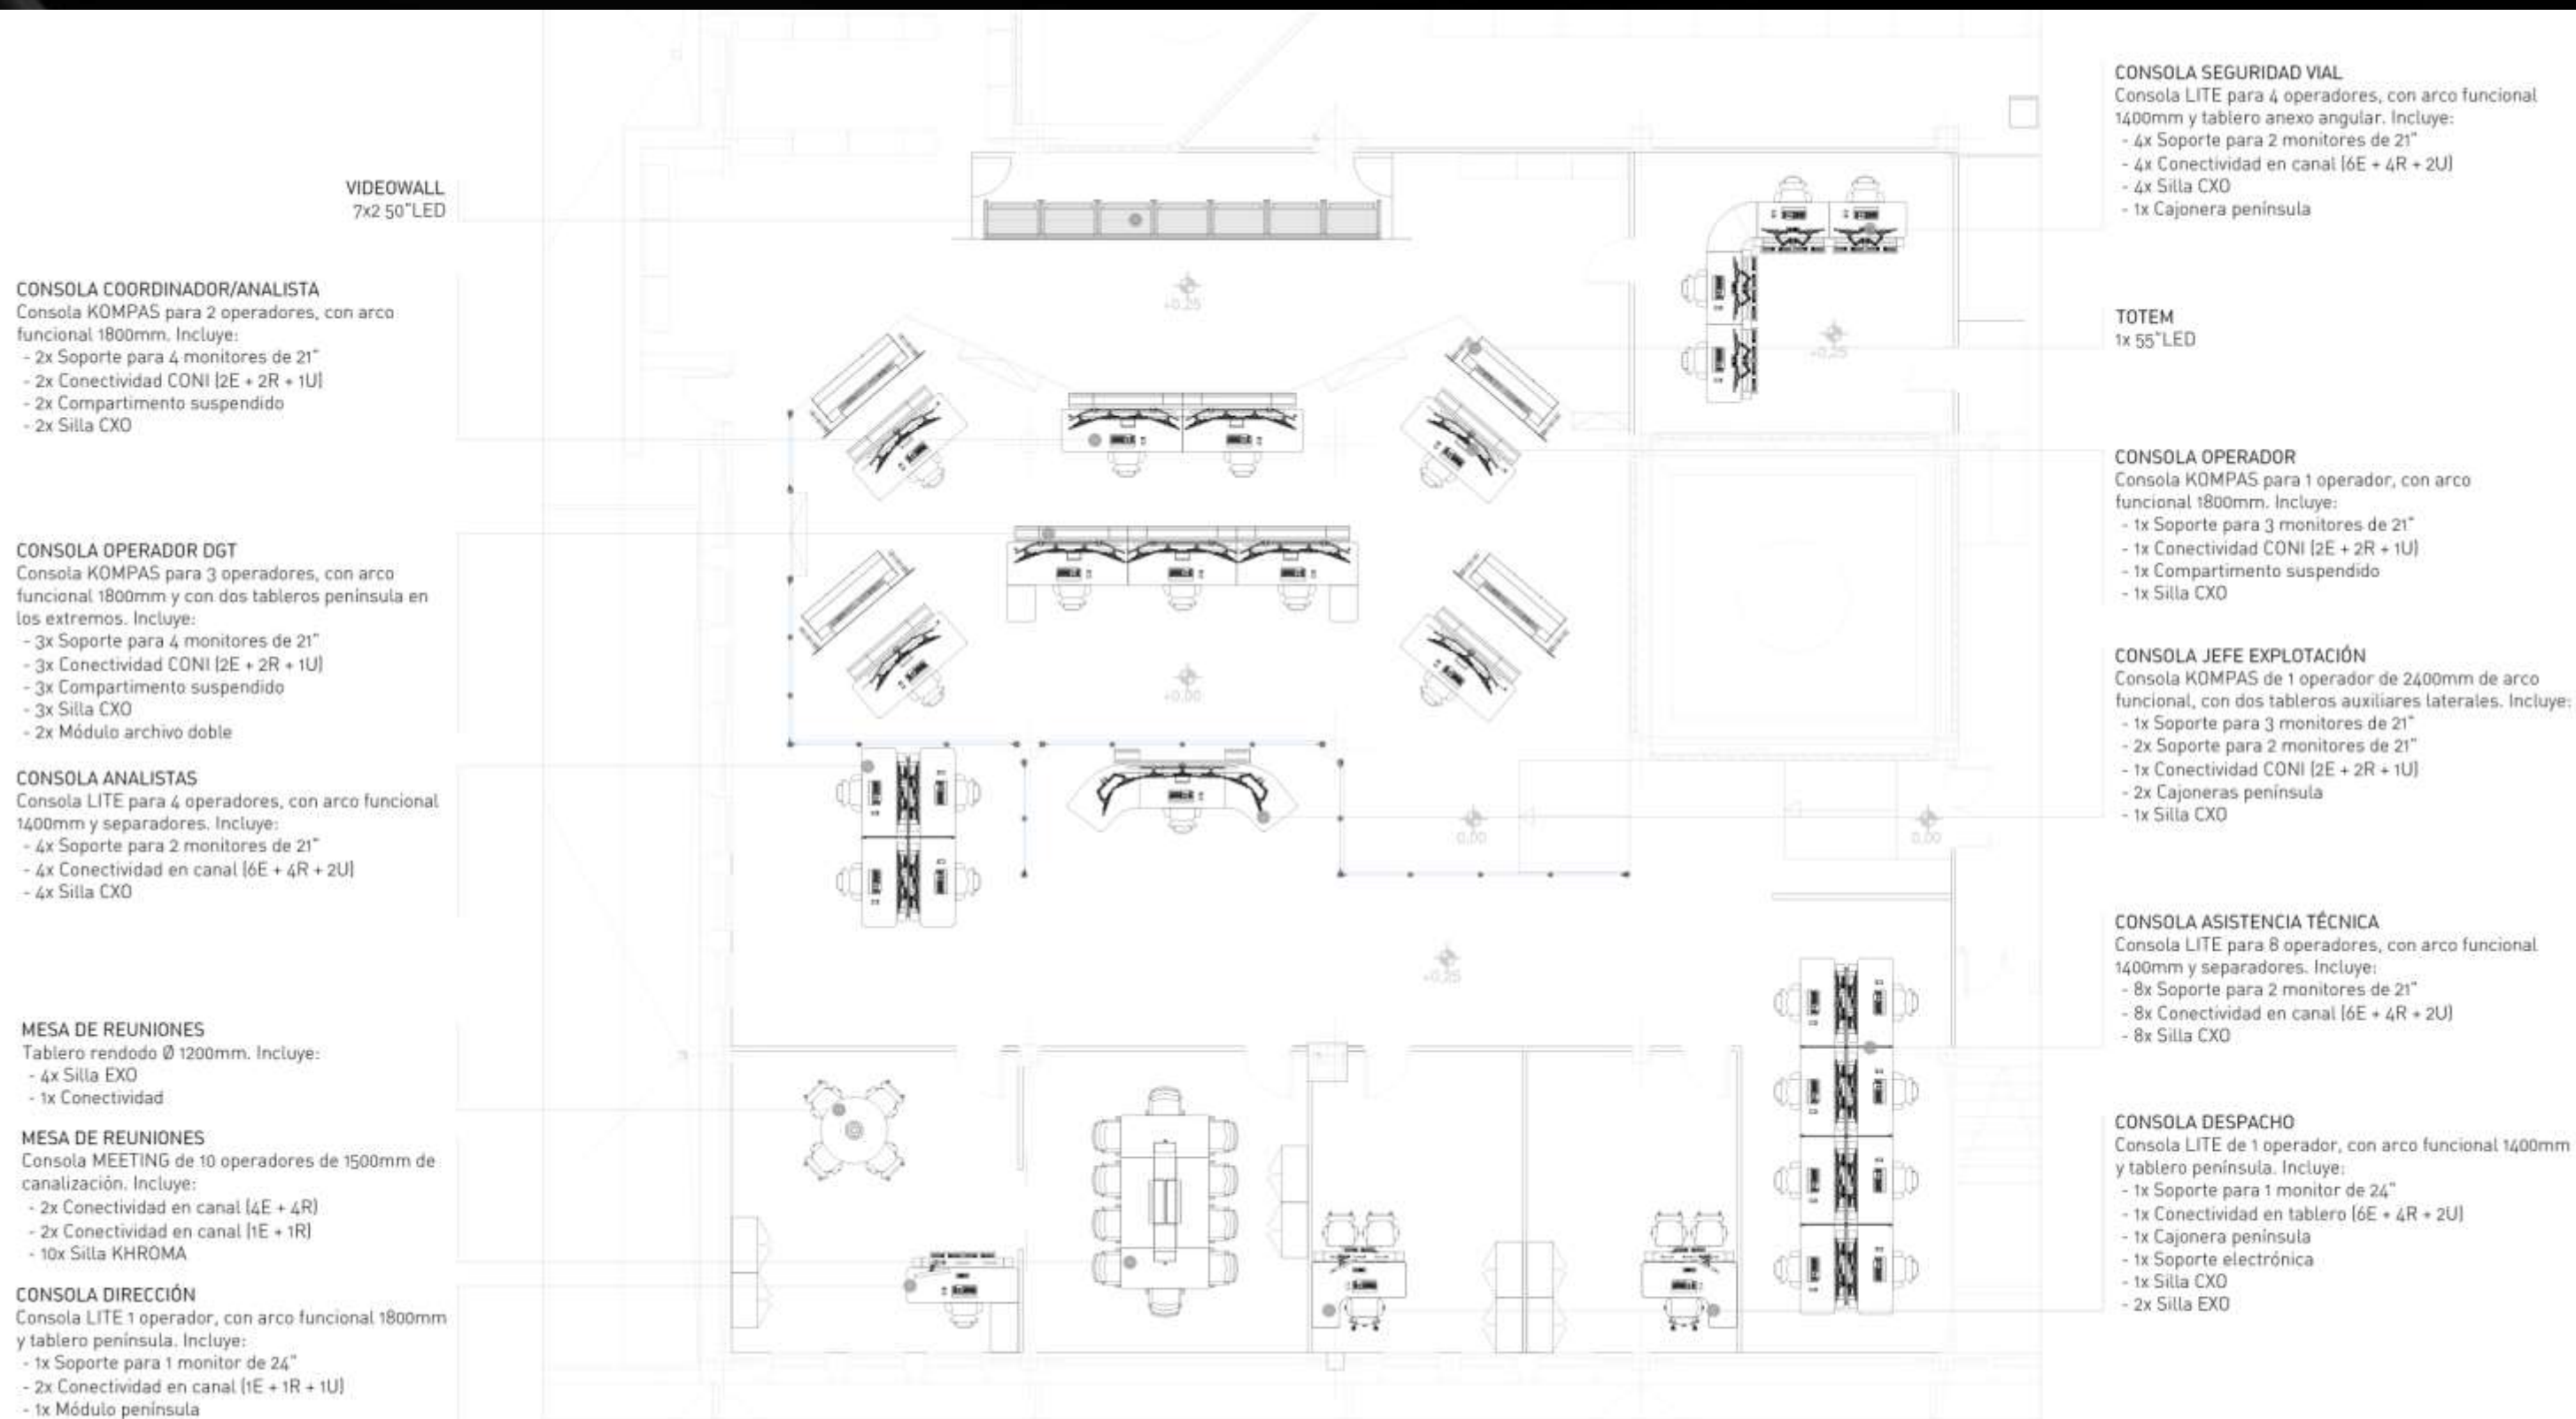 VIDEOWALL
7x2 50"LED
CONSOLA COORDINADOR/ANALISTA
Consola KOMPAS para 2 operadores, con arco
funcional 1800mm. Incluye:
- 2x Soporte para 4 monitores de 21"
- 2x Conectividad CONI (2E + 2R + 1U)
- 2x Compartimento suspendido
- 2x Silla CXO
CONSOLA OPERADOR DGT
Consola KOMPAS para 3 operadores, con arco
funcional 1800mm y con dos tableros península en
los extremos. Incluye:
- 3x Soporte para 4 monitores de 21"
- 3x Conectividad CONI (2E + 2R + 1U)
- 3x Compartimento suspendido
- 3x Silla CXO
- 2x Módulo archivo doble
CONSOLA ANALISTAS
Consola LITE para 4 operadores, con arco funcional
1400mm y separadores. Incluye:
- 4x Soporte para 2 monitores de 21"
- 4x Conectividad en canal (6E + 4R + 2U)
- 4x Silla CXO
MESA DE REUNIONES
Tablero rendodo Ø 1200mm. Incluye:
- 4x Silla EXO
- 1x Conectividad
MESA DE REUNIONES
Consola MEETING de 10 operadores de 1500mm de
canalización. Incluye:
- 2x Conectividad en canal (4E + 4R)
- 2x Conectividad en canal (1E + 1R)
- 10x Silla KHROMA
CONSOLA DIRECCIÓN
Consola LITE 1 operador, con arco funcional 1800mm
y tablero península. Incluye:
- 1x Soporte para 1 monitor de 24"
- 2x Conectividad en canal (1E + 1R + 1U)
- 1x Módulo península
+0,25
+0,00
+0,25
0,00
0,00
+0,25
CONSOLA SEGURIDAD VIAL
Consola LITE para 4 operadores, con arco funcional
1400mm y tablero anexo angular. Incluye:
- 4x Soporte para 2 monitores de 21"
- 4x Conectividad en canal (6E + 4R + 2U)
- 4x Silla CXO
- 1x Cajonera península
TOTEM
1x 55"LED
CONSOLA OPERADOR
Consola KOMPAS para 1 operador, con arco
funcional 1800mm. Incluye:
- 1x Soporte para 3 monitores de 21"
- 1x Conectividad CONI (2E + 2R + 1U)
- 1x Compartimento suspendido
- 1x Silla CXO
CONSOLA JEFE EXPLOTACIÓN
Consola KOMPAS de 1 operador de 2400mm de arco
funcional, con dos tableros auxiliares laterales. Incluye:
- 1x Soporte para 3 monitores de 21"
- 2x Soporte para 2 monitores de 21"
- 1x Conectividad CONI (2E + 2R + 1U)
- 2x Cajoneras península
- 1x Silla CXO
CONSOLA ASISTENCIA TÉCNICA
Consola LITE para 8 operadores, con arco funcional
1400mm y separadores. Incluye:
- 8x Soporte para 2 monitores de 21"
- 8x Conectividad en canal (6E + 4R + 2U)
- 8x Silla CXO
CONSOLA DESPACHO
Consola LITE de 1 operador, con arco funcional 1400mm
y tablero península. Incluye:
- 1x Soporte para 1 monitor de 24"
- 1x Conectividad en tablero (6E + 4R + 2U)
- 1x Cajonera península
- 1x Soporte electrónica
- 1x Silla CXO
- 2x Silla EXO